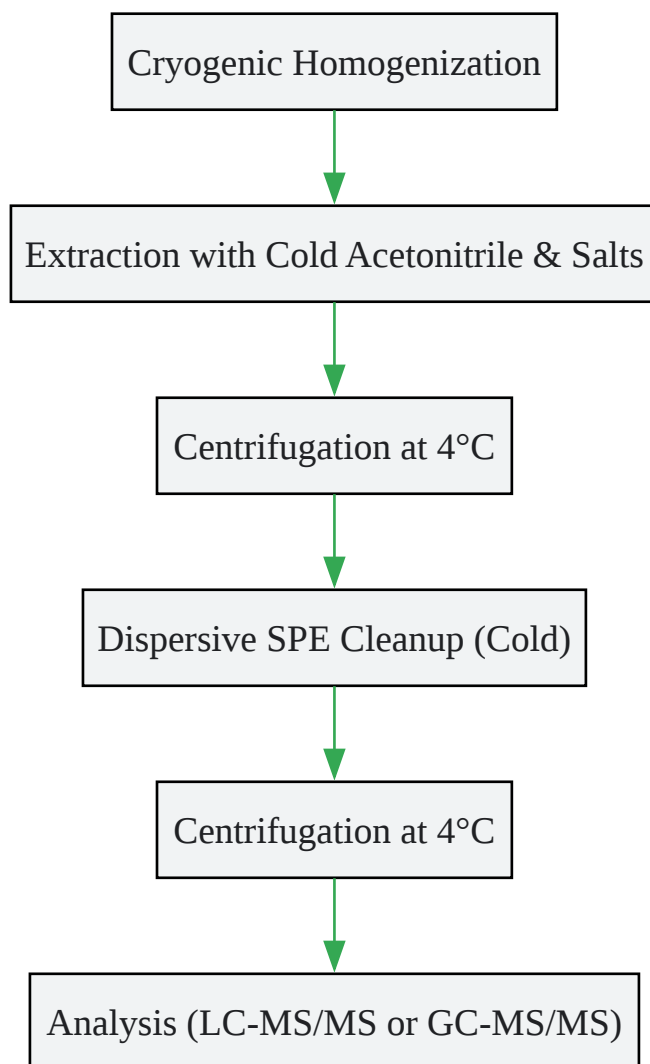 Cryogenic Homogenization
Extraction with Cold Acetonitrile & Salts
Centrifugation at 4°C
Dispersive SPE Cleanup (Cold)
Centrifugation at 4°C
Analysis (LC-MS/MS or GC-MS/MS)